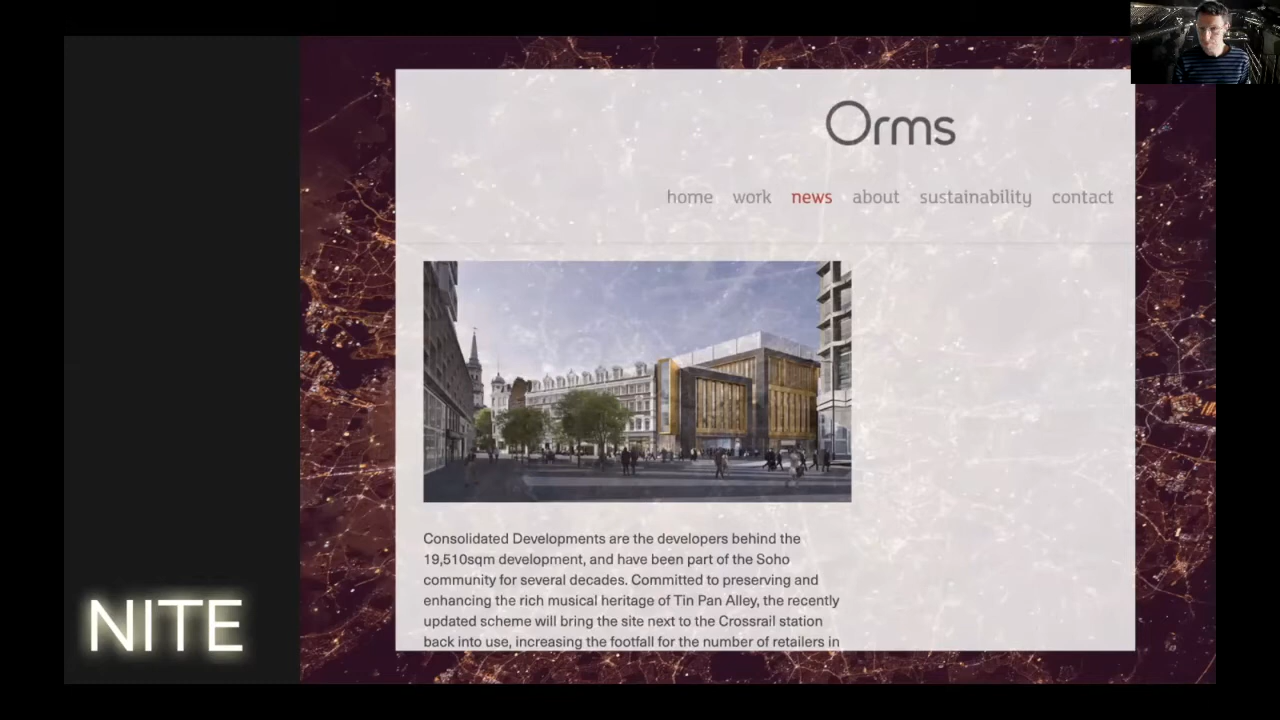 Orms
home work news about sustainability contact
Consolidated Developments are the developers behind the
19,510sqm development, and have been part of the Soho
community for several decades. Committed to preserving and
enhancing the rich musical heritage of Tin Pan Alley, the recently
updated scheme will bring the site next to the Crossrail station
back into use, increasing the footfall for the number of retailers in
NITE